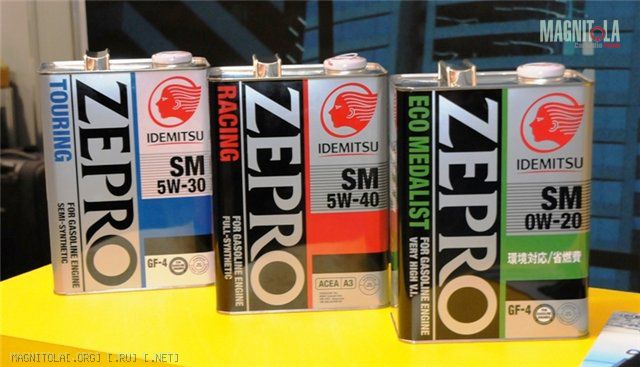 MAGNITOLA
TOURING
ZEPRO
FOR GASOLINE ENGINE
SEMI-SYNTHETIC
IDEMITSU
SM
5W-30
GF-4
RACING
ZEPRO
FOR GASOLINE ENGINE
FULL-SYNTHETIC
IDEMITSU
SM
5W-40
ACEA A3
ECO MEDALIST
ZEPRO
FOR GASOLINE ENGINE
VERY HIGH V.I.
IDEMITSU
SM
0W-20
環境対応/省燃費
GF-4
MAGNITOLA[.ORG] [.RU] [.NET]